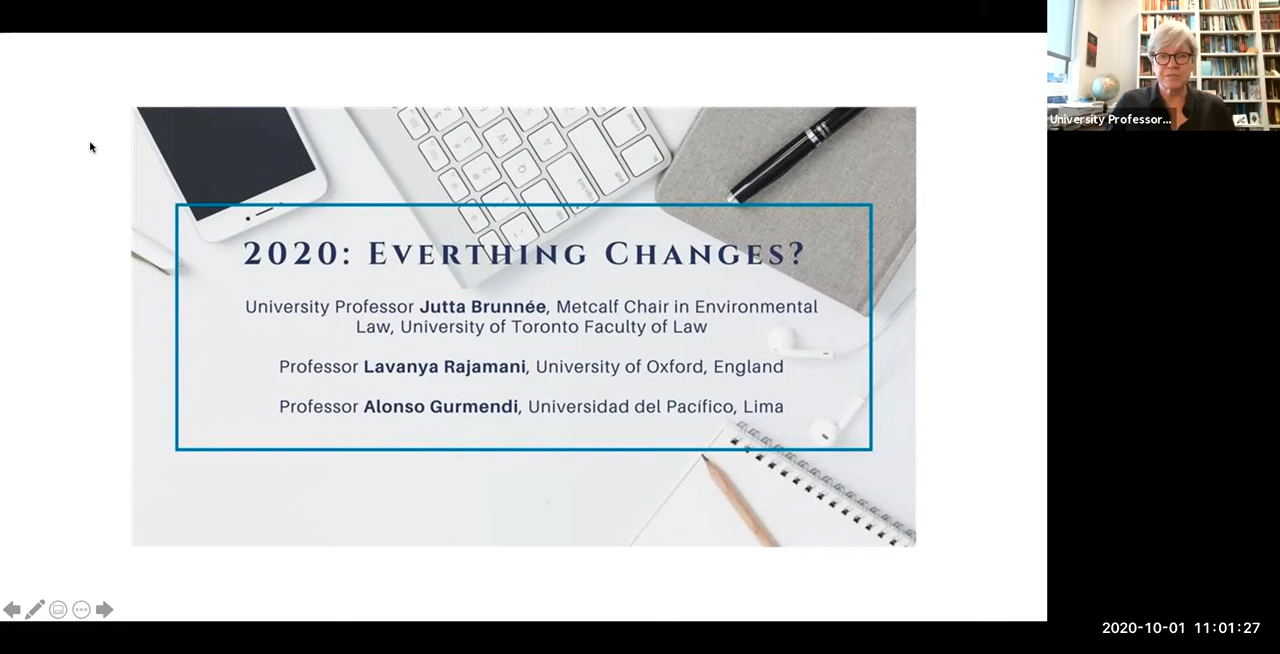 2020: Everthing Changes?
University Professor Jutta Brunnée, Metcalf Chair in Environmental
Law, University of Toronto Faculty of Law
Professor Lavanya Rajamani, University of Oxford, England
Professor Alonso Gurmendi, Universidad del Pacífico, Lima
University Professor...
2020-10-01 11:01:27